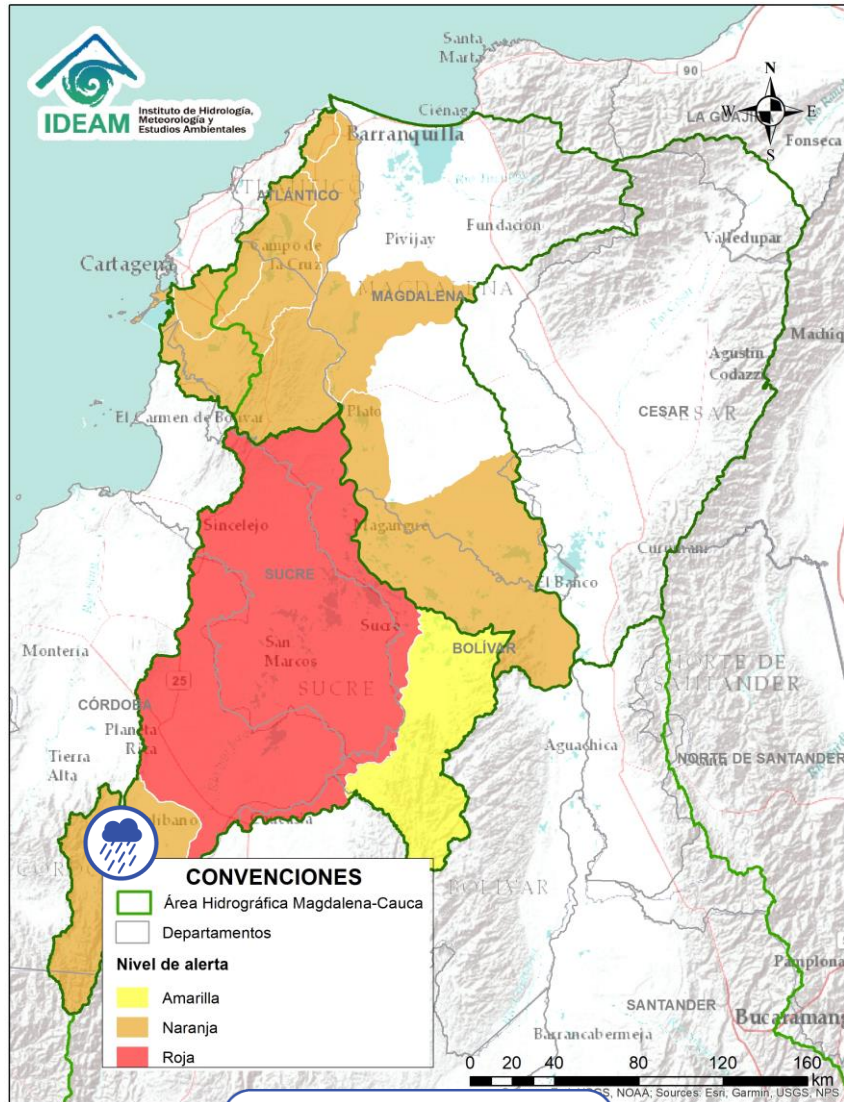 IDEAM
Instituto de Hidrología,
Meteorología y
Estudios Ambientales
Santa
Marta
90
N
W
E
S
Ciénaga
LA GUAJIRA
Barranquilla
Fonseca
ATLÁNTICO
Fundación
Pivijay
Valledupar
Campo de
la Cruz
Cartagena
MAGDALENA
Agustín
Codazzi
El Carmen de Bolívar
Plato
CESAR
CESAR
Sincelejo
Magangué
Curumaní
SUCRE
El Banco
Sucre
Montería
San
Marcos
BOLÍVAR
NORTE DE
SANTANDER
25
SUCRE
CÓRDOBA
Planeta
Rica
Aguachica
Tierra
Alta
NORTE DE SANTANDER
CONVENCIONES
Área Hidrográfica Magdalena-Cauca
Departamentos
Nivel de alerta
Amarilla
Naranja
Roja
BOLÍVAR
Pamplona
SANTANDER
Barrancabermeja
0 20 40 80 120 160
km
NOAA; Sources: Esri, Garmin, USGS, NPS